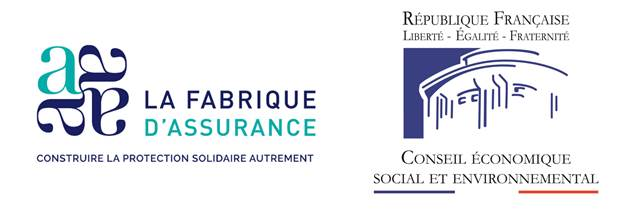 LA FABRIQUE
D'ASSURANCE
CONSTRUIRE LA PROTECTION SOLIDAIRE AUTREMENT
RÉPUBLIQUE FRANÇAISE
LIBERTÉ - ÉGALITÉ - FRATERNITÉ
CONSEIL ÉCONOMIQUE
SOCIAL ET ENVIRONNEMENTAL